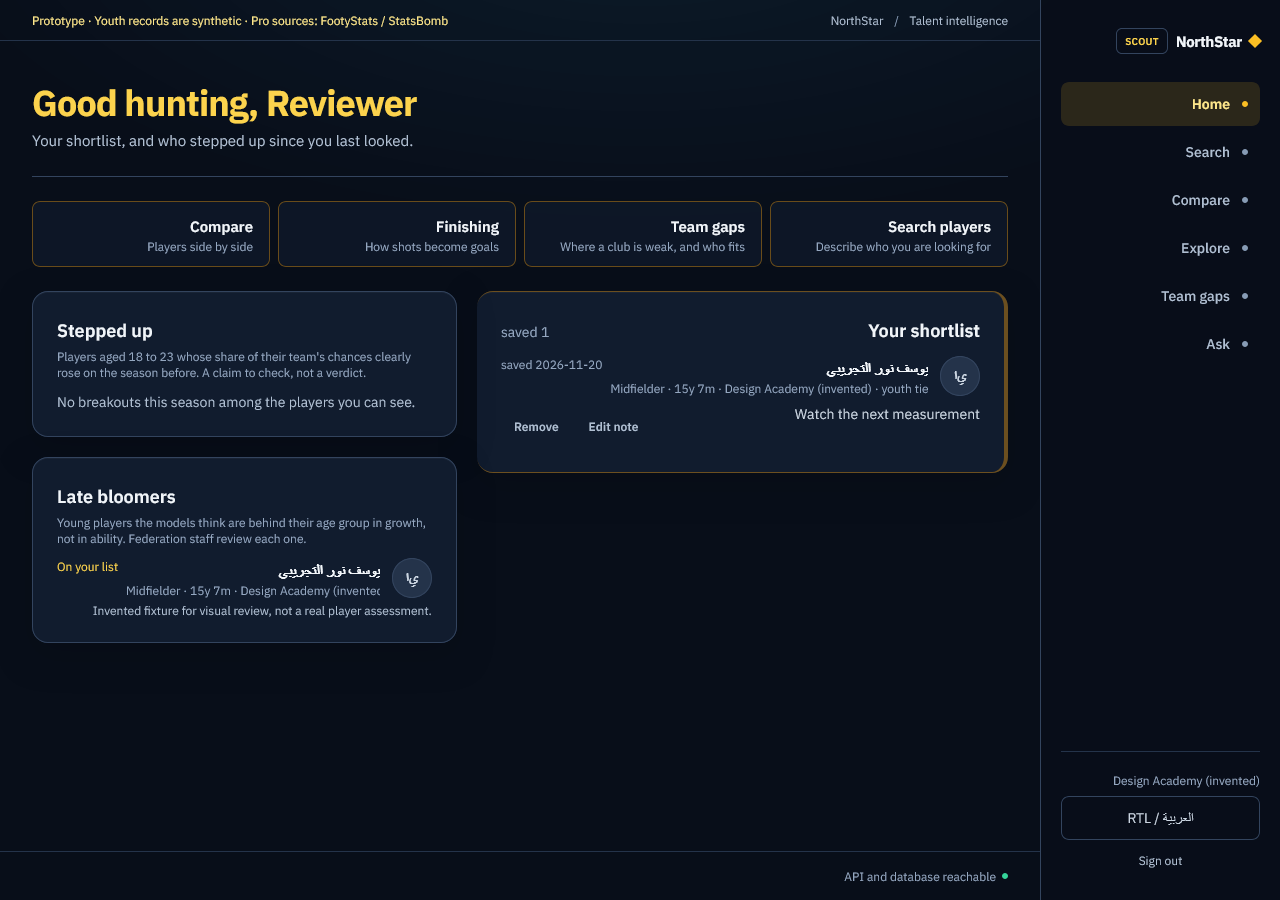 Prototype · Youth records are synthetic · Pro sources: FootyStats / StatsBomb
NorthStar / Talent intelligence
SCOUT NorthStar
Home
Search
Compare
Explore
Team gaps
Ask
Good hunting, Reviewer
Your shortlist, and who stepped up since you last looked.
Compare
Players side by side
Finishing
How shots become goals
Team gaps
Where a club is weak, and who fits
Search players
Describe who you are looking for
Stepped up
Players aged 18 to 23 whose share of their team's chances clearly
rose on the season before. A claim to check, not a verdict.
No breakouts this season among the players you can see.
Your shortlist
saved 1
يا
يوسف نور التجريبي
saved 2026-11-20
Midfielder · 15y 7m · Design Academy (invented) · youth tie
Watch the next measurement
Remove
Edit note
Late bloomers
Young players the models think are behind their age group in growth,
not in ability. Federation staff review each one.
يا
يوسف نور التجريبي
On your list
Midfielder · 15y 7m · Design Academy (invented
Invented fixture for visual review, not a real player assessment.
Design Academy (invented)
RTL / العربية
Sign out
API and database reachable